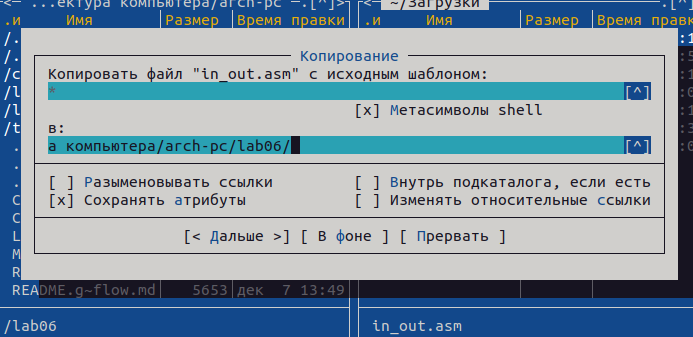 <─ ...ектура компьютера/arch-pc ─.[^]>
<─ ~/Загрузки ─.[^]
.и Имя Размер Время правки
.и Имя Размер Время правк
Копирование
Копировать файл "in_out.asm" с исходным шаблоном:
* [^]
[x] Метасимволы shell
в:
а компьютера/arch-pc/lab06/ [^]
[ ] Разыменовывать ссылки [ ] Внутрь подкаталога, если есть
[x] Сохранять атрибуты [ ] Изменять относительные ссылки
[< Дальше >] [ В фоне ] [ Прервать ]
README.g~flow.md 5653 дек 7 13:49
/lab06
in_out.asm